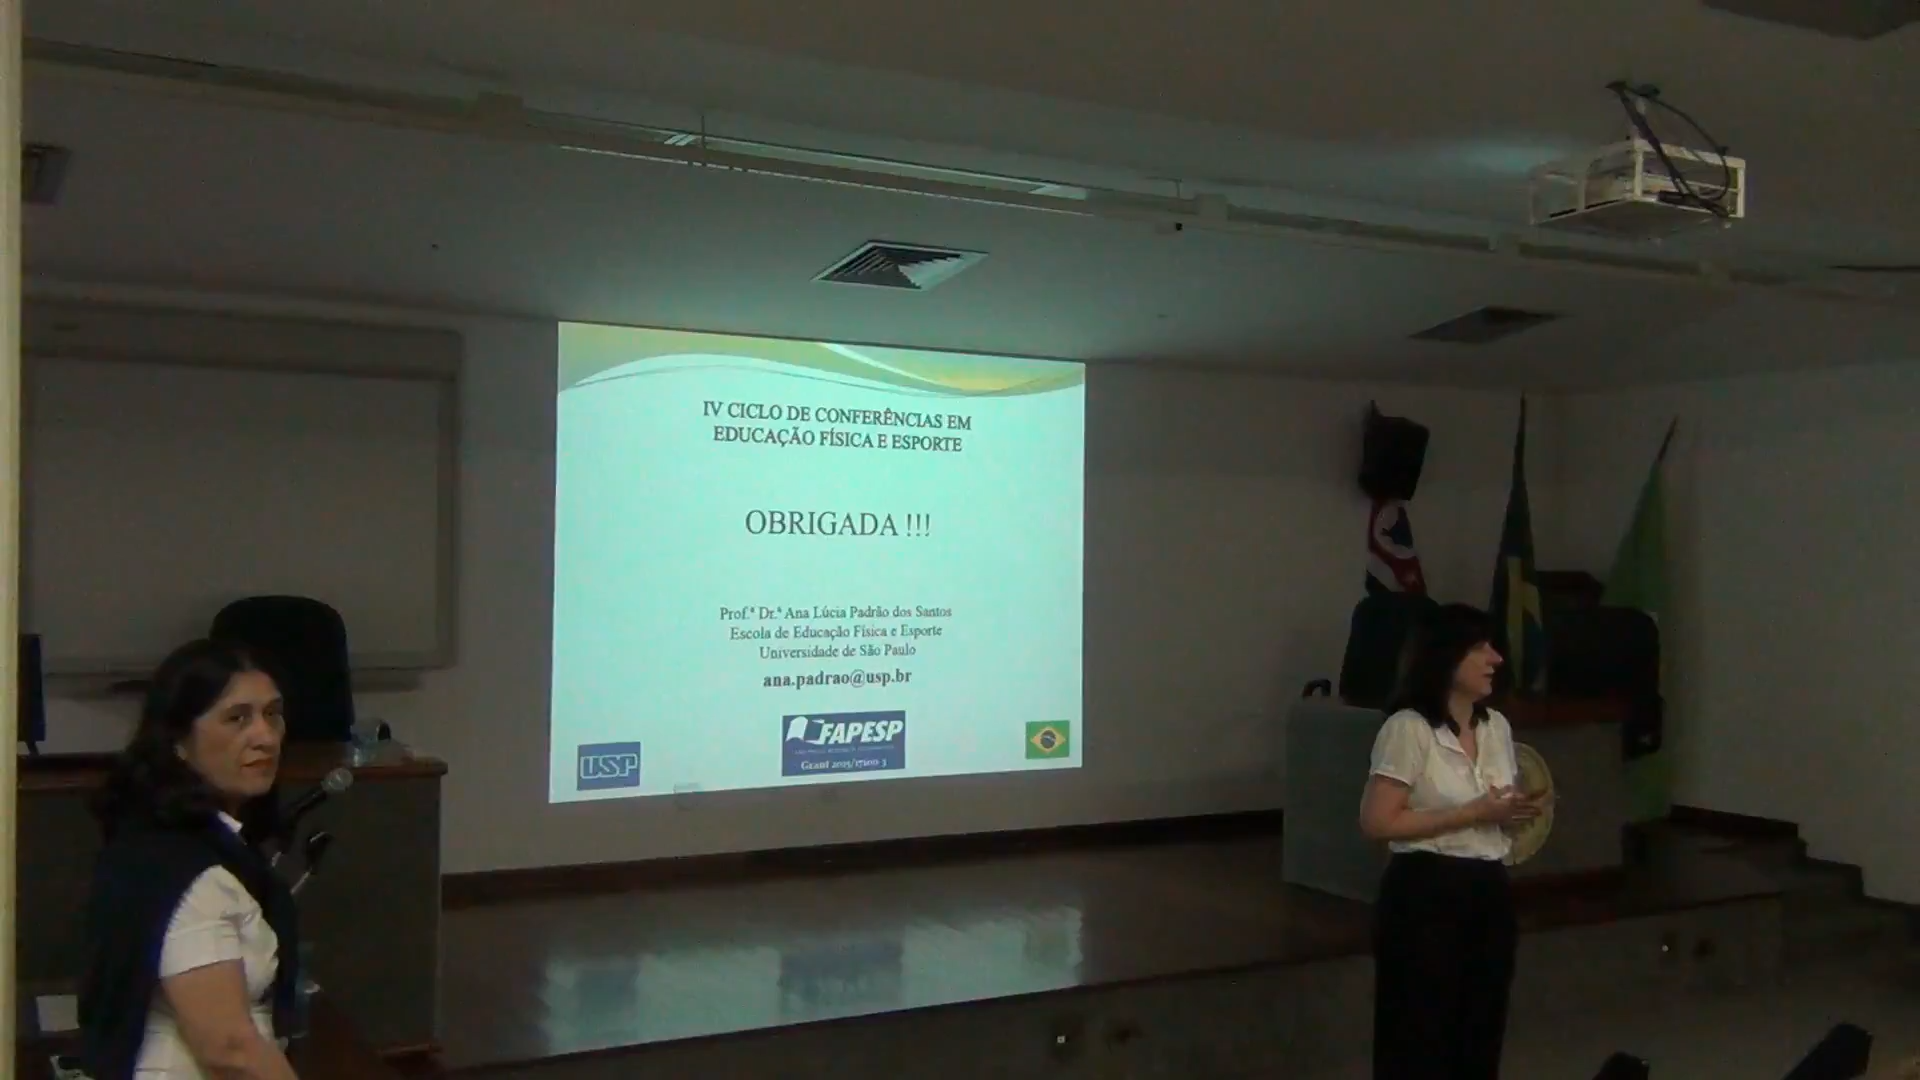 IV CICLO DE CONFERÊNCIAS EM
EDUCAÇÃO FÍSICA E ESPORTE
OBRIGADA !!!
Prof.ª Dr.ª Ana Lúcia Padrão dos Santos
Escola de Educação Física e Esporte
Universidade de São Paulo
ana.padrao@usp.br
FAPESP
Grant
USP